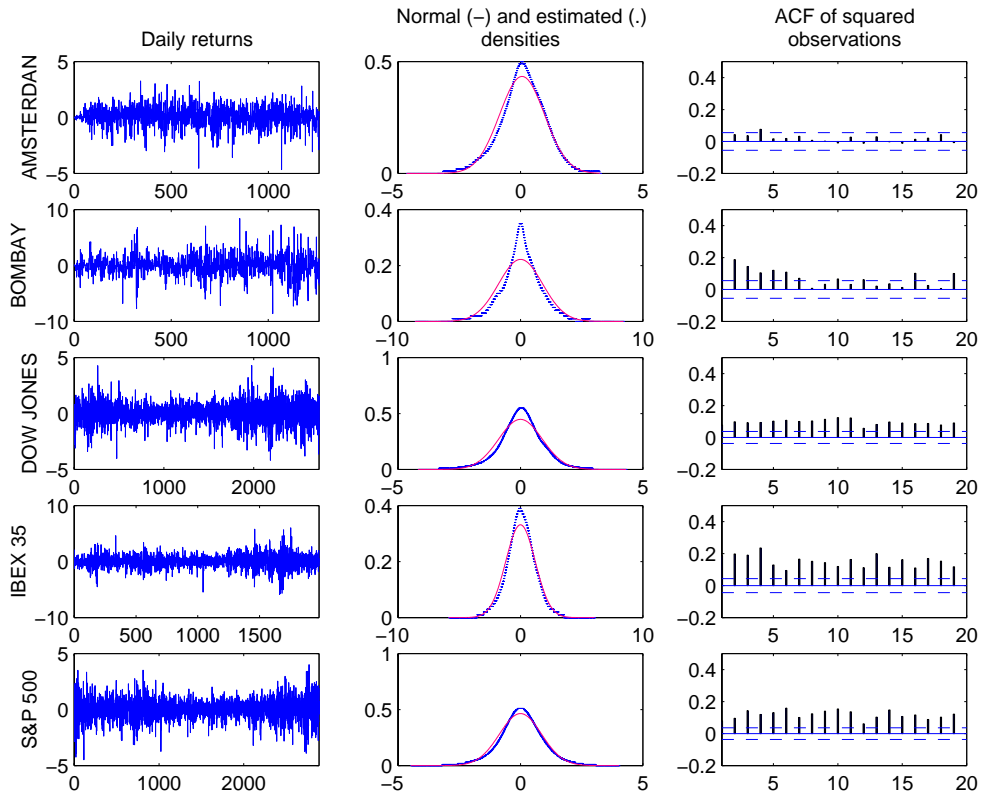 Daily returns
Normal (−) and estimated (.)
densities
ACF of squared
observations
AMSTERDAN
5
0
−5
0 500 1000
0.5
0
−5 0 5
0.4
0.2
0
−0.2
5 10 15 20
BOMBAY
10
0
−10
0 500 1000
0.4
0.2
0
−10 0 10
0.4
0.2
0
−0.2
5 10 15 20
DOW JONES
5
0
−5
0 1000 2000
1
0.5
0
−5 0 5
0.4
0.2
0
−0.2
5 10 15 20
IBEX 35
10
0
−10
0 500 1000 1500
0.4
0.2
0
−10 0 10
0.4
0.2
0
−0.2
5 10 15 20
S&P 500
5
0
−5
0 1000 2000
1
0.5
0
−5 0 5
0.4
0.2
0
−0.2
5 10 15 20